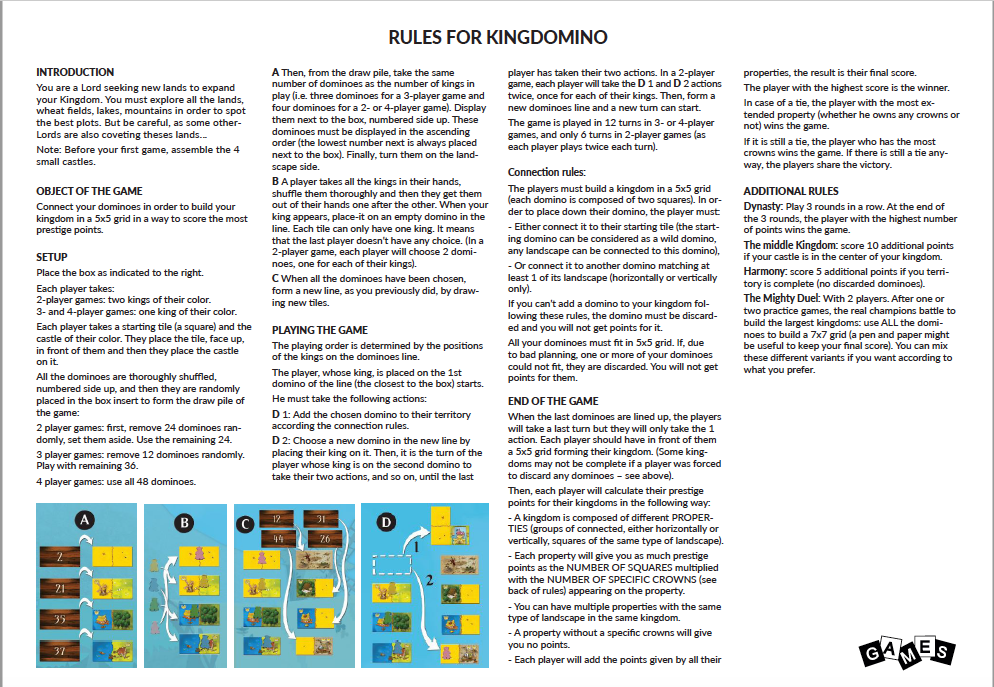 RULES FOR KINGDOMINO
INTRODUCTION
You are a Lord seeking new lands to expand
your Kingdom. You must explore all the lands,
wheat fields, lakes, mountains in order to spot
the best plots. But be careful, as some other-
Lords are also coveting theses lands...
Note: Before your first game, assemble the 4
small castles.
OBJECT OF THE GAME
Connect your dominoes in order to build your
kingdom in a 5x5 grid in a way to score the most
prestige points.
SETUP
Place the box as indicated to the right.
Each player takes:
2-player games: two kings of their color.
3- and 4-player games: one king of their color.
Each player takes a starting tile (a square) and the
castle of their color. They place the tile, face up,
in front of them and then they place the castle
on it.
All the dominoes are thoroughly shuffled,
numbered side up, and then they are randomly
placed in the box insert to form the draw pile of
the game:
2 player games: first, remove 24 dominoes ran-
domly, set them aside. Use the remaining 24.
3 player games: remove 12 dominoes randomly.
Play with remaining 36.
4 player games: use all 48 dominoes.
A Then, from the draw pile, take the same
number of dominoes as the number of kings in
play (i.e. three dominoes for a 3-player game and
four dominoes for a 2- or 4-player game). Display
them next to the box, numbered side up. These
dominoes must be displayed in the ascending
order (the lowest number next is always placed
next to the box). Finally, turn them on the land-
scape side.
B A player takes all the kings in their hands,
shuffle them thoroughly and then they get them
out of their hands one after the other. When your
king appears, place-it on an empty domino in the
line. Each tile can only have one king. It means
that the last player doesn't have any choice. (In a
2-player game, each player will choose 2 domi-
noes, one for each of their kings).
C When all the dominoes have been chosen,
form a new line, as you previously did, by draw-
ing new tiles.
PLAYING THE GAME
The playing order is determined by the positions
of the kings on the dominoes line.
The player, whose king, is placed on the 1st
domino of the line (the closest to the box) starts.
He must take the following actions:
D 1: Add the chosen domino to their territory
according the connection rules.
D 2: Choose a new domino in the new line by
placing their king on it. Then, it is the turn of the
player whose king is on the second domino to
take their two actions, and so on, until the last
player has taken their two actions. In a 2-player
game, each player will take the D 1 and D 2 actions
twice, once for each of their kings. Then, form a
new dominoes line and a new turn can start.
The game is played in 12 turns in 3- or 4-player
games, and only 6 turns in 2-player games (as
each player plays twice each turn).
Connection rules:
The players must build a kingdom in a 5x5 grid
(each domino is composed of two squares). In or-
der to place down their domino, the player must:
- Either connect it to their starting tile (the start-
ing domino can be considered as a wild domino,
any landscape can be connected to this domino),
- Or connect it to another domino matching at
least 1 of its landscape (horizontally or vertically
only).
If you can't add a domino to your kingdom fol-
lowing these rules, the domino must be discard-
ed and you will not get points for it.
All your dominoes must fit in 5x5 grid. If, due
to bad planning, one or more of your dominoes
could not fit, they are discarded. You will not get
points for them.
END OF THE GAME
When the last dominoes are lined up, the players
will take a last turn but they will only take the 1
action. Each player should have in front of them
a 5x5 grid forming their kingdom. (Some king-
doms may not be complete if a player was forced
to discard any dominoes – see above).
Then, each player will calculate their prestige
points for their kingdoms in the following way:
- A kingdom is composed of different PROPER-
TIES (groups of connected, either horizontally or
vertically, squares of the same type of landscape).
- Each property will give you as much prestige
points as the NUMBER OF SQUARES multiplied
with the NUMBER OF SPECIFIC CROWNS (see
back of rules) appearing on the property.
- You can have multiple properties with the same
type of landscape in the same kingdom.
- A property without a specific crowns will give
you no points.
- Each player will add the points given by all their
properties, the result is their final score.
The player with the highest score is the winner.
In case of a tie, the player with the most ex-
tended property (whether he owns any crowns or
not) wins the game.
If it is still a tie, the player who has the most
crowns wins the game. If there is still a tie any-
way, the players share the victory.
ADDITIONAL RULES
Dynasty: Play 3 rounds in a row. At the end of
the 3 rounds, the player with the highest number
of points wins the game.
The middle Kingdom: score 10 additional points
if your castle is in the center of your kingdom.
Harmony: score 5 additional points if you terri-
tory is complete (no discarded dominoes).
The Mighty Duel: With 2 players. After one or
two practice games, the real champions battle to
build the largest kingdoms: use ALL the domi-
noes to build a 7x7 grid (a pen and paper might
be useful to keep your final score). You can mix
these different variants if you want according to
what you prefer.
A
2
21
35
37
B
C
12 31
44 26
D
1
2
GAMES